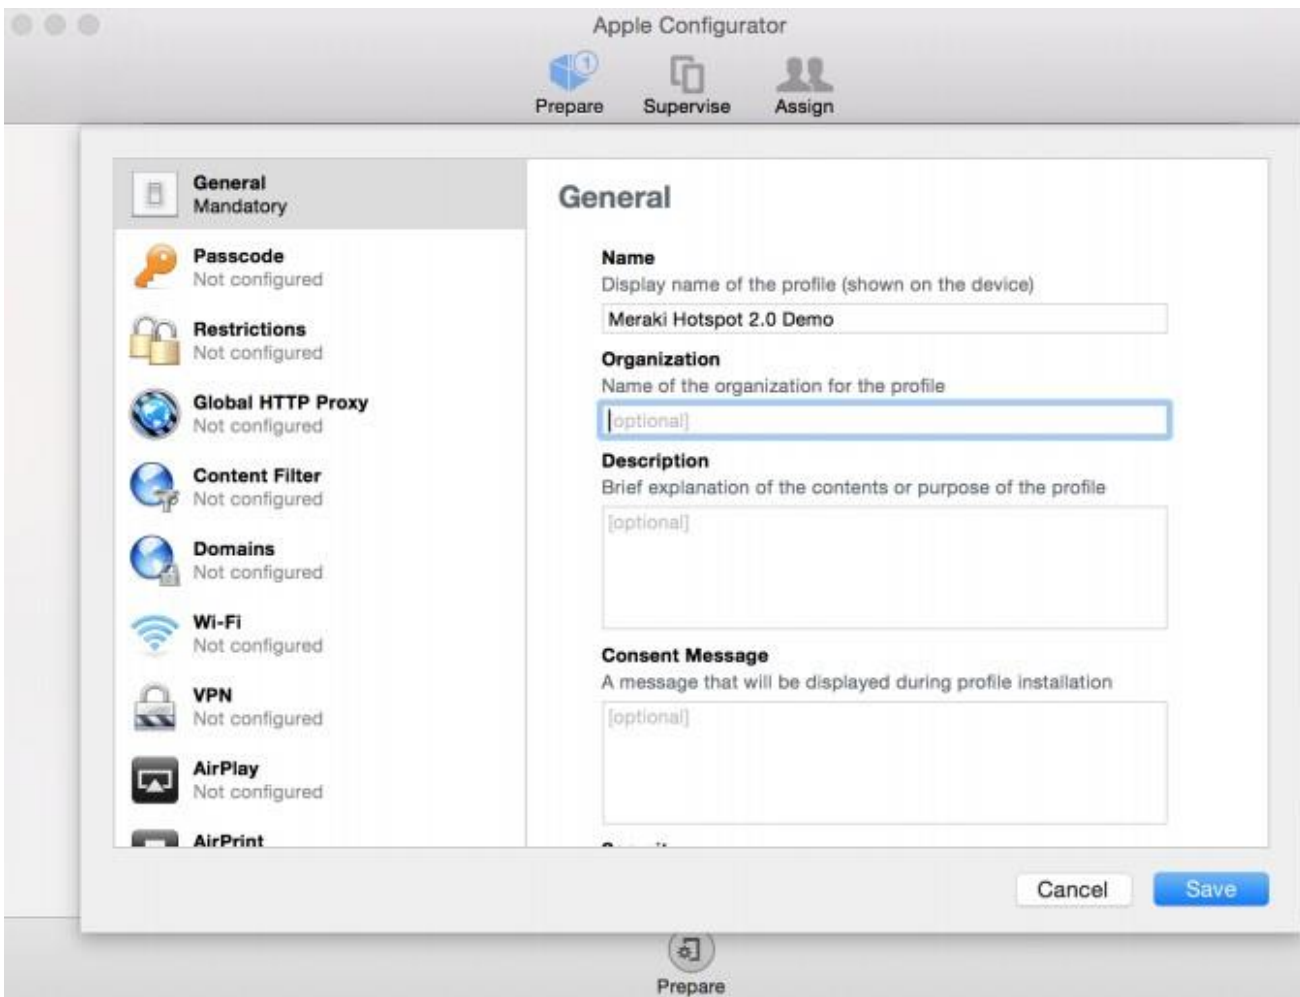 Apple Configurator
1
Prepare
Supervise
Assign
General
Mandatory
Passcode
Not configured
Restrictions
Not configured
Global HTTP Proxy
Not configured
Content Filter
Not configured
Domains
Not configured
Wi-Fi
Not configured
VPN
Not configured
AirPlay
Not configured
AirPrint
General
Name
Display name of the profile (shown on the device)
Meraki Hotspot 2.0 Demo
Organization
Name of the organization for the profile
[optional]
Description
Brief explanation of the contents or purpose of the profile
[optional]
Consent Message
A message that will be displayed during profile installation
[optional]
Cancel
Save
Prepare